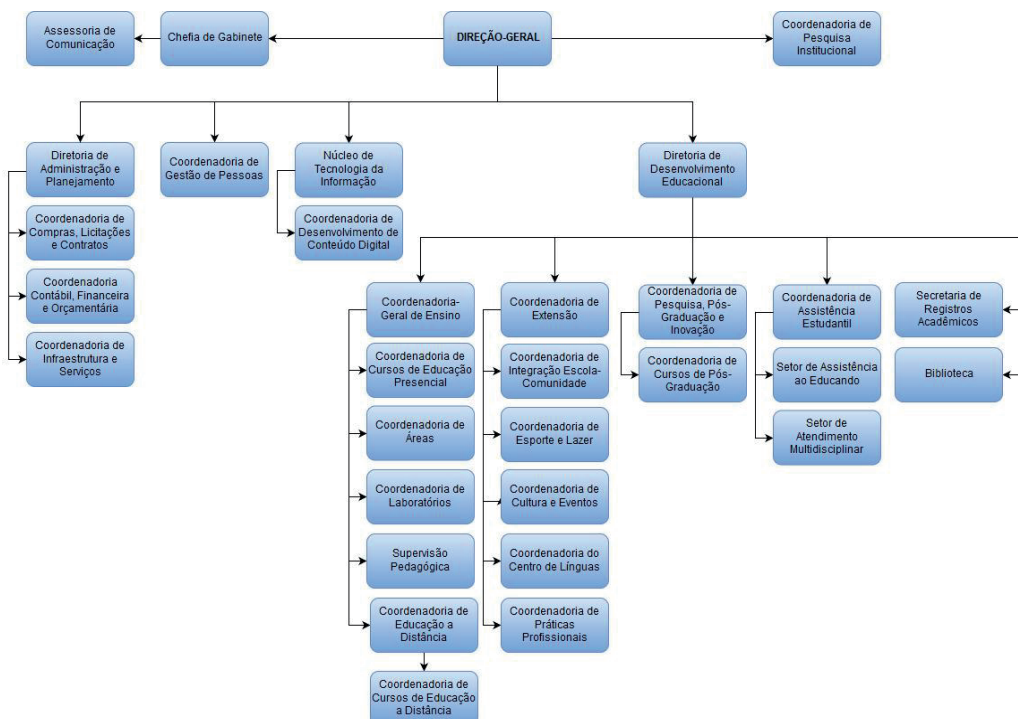 Assessoria de
Comunicação
Chefia de Gabinete
DIREÇÃO-GERAL
Coordenadoria de
Pesquisa
Institucional
Diretoria de
Administração e
Planejamento
Coordenadoria de
Gestão de Pessoas
Núcleo de
Tecnologia da
Informação
Diretoria de
Desenvolvimento
Educacional
Coordenadoria de
Compras, Licitações
e Contratos
Coordenadoria de
Desenvolvimento de
Conteúdo Digital
Coordenadoria
Contábil, Financeira
e Orçamentária
Coordenadoria de
Infraestrutura e
Serviços
Coordenadoria-
Geral de Ensino
Coordenadoria de
Extensão
Coordenadoria de
Pesquisa, Pós-
Graduação e
Inovação
Coordenadoria de
Assistência
Estudantil
Secretaria de
Registros
Acadêmicos
Coordenadoria de
Cursos de Educação
Presencial
Coordenadoria de
Integração Escola-
Comunidade
Coordenadoria de
Cursos de Pós-
Graduação
Setor de Assistência
ao Educando
Biblioteca
Coordenadoria de
Áreas
Coordenadoria de
Esporte e Lazer
Setor de
Atendimento
Multidisciplinar
Coordenadoria de
Laboratórios
Coordenadoria de
Cultura e Eventos
Supervisão
Pedagógica
Coordenadoria do
Centro de Línguas
Coordenadoria de
Educação a
Distância
Coordenadoria de
Práticas
Profissionais
Coordenadoria de
Cursos de Educação
a Distância